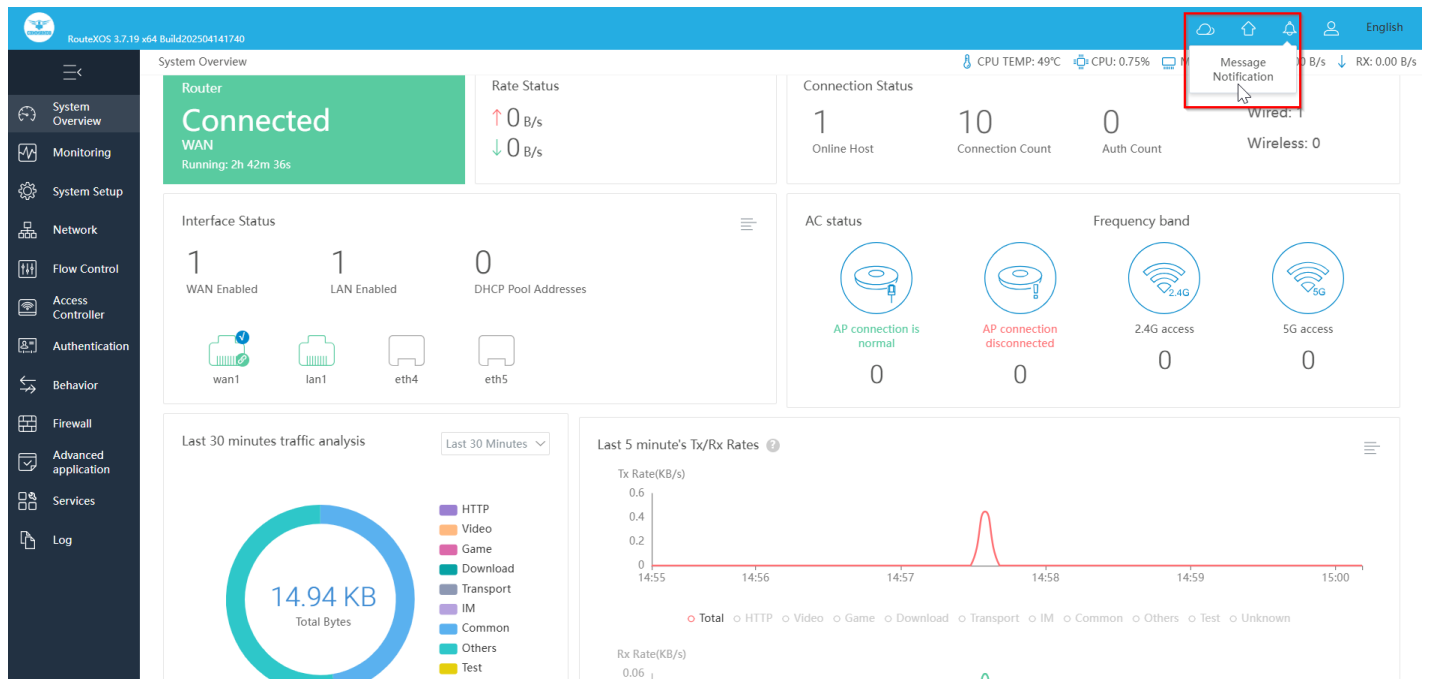 RouteXOS 3.7.19 x64 Build202504141740
English
System Overview
CPU TEMP: 49°C
CPU: 0.75%
M
Message
Notification
B/s
RX: 0.00 B/s
System
Overview
Monitoring
System Setup
Network
Flow Control
Access
Controller
Authentication
Behavior
Firewall
Advanced
application
Services
Log
Router
Connected
WAN
Running: 2h 42m 36s
Rate Status
↑0 B/s
↓0 B/s
Connection Status
1
Online Host
10
Connection Count
0
Auth Count
Wired: 1
Wireless: 0
Interface Status
1
WAN Enabled
1
LAN Enabled
0
DHCP Pool Addresses
wan1
lan1
eth4
eth5
AC status
Frequency band
2.4G
5G
AP connection is
normal
0
AP connection
disconnected
0
2.4G access
0
5G access
0
Last 30 minutes traffic analysis
Last 30 Minutes
14.94 KB
Total Bytes
HTTP
Video
Game
Download
Transport
IM
Common
Others
Test
Last 5 minute's Tx/Rx Rates ?
Tx Rate(KB/s)
0.6
0.4
0.2
0
14:55 14:56 14:57 14:58 14:59 15:00
Total HTTP Video Game Download Transport IM Common Others Test Unknown
Rx Rate(KB/s)
0.06